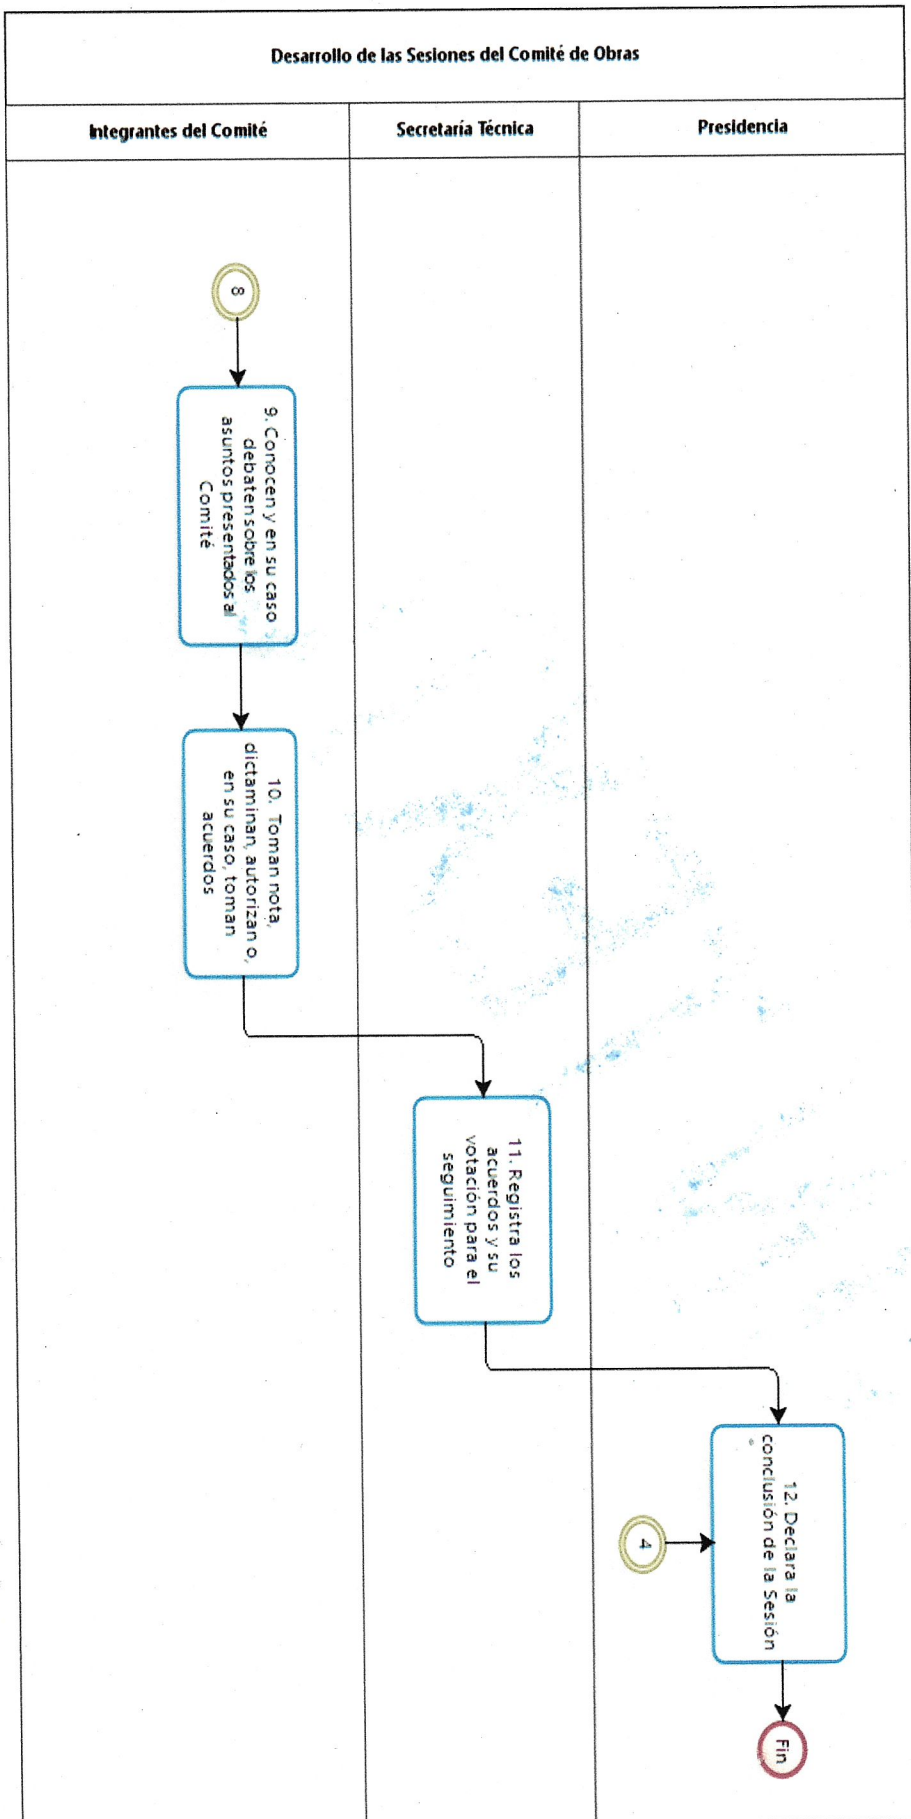 Desarrollo de las Sesiones del Comité de Obras
Integrantes del Comité
Secretaría Técnica
Presidencia
8
9. Conocen y en su caso
debaten sobre los
asuntos presentados al
Comité
10. Toman nota,
dictaminan, autorizan o,
en su caso, toman
acuerdos
11. Registra los
acuerdos y su
votación para el
seguimiento
12. Declara la
conclusión de la Sesión
4
Fin